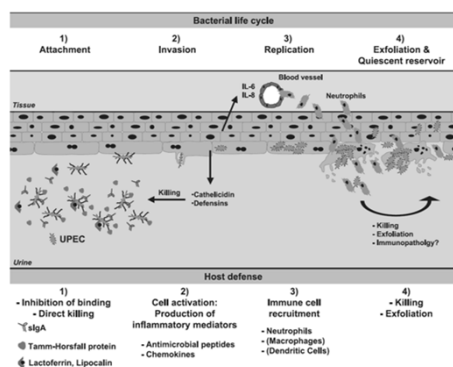 Bacterial life cycle
1) 2) 3) 4)
Attachment Invasion Replication Exfoliation &
Quiescent reservoir
Blood vessel
IL-6
IL-8
Neutrophils
Tissue
Killing
-Cathelicidin
-Defensins
UPEC
- Killing
- Exfoliation
- Immunopatholgy?
Urine
Host defense
1) 2) 3) 4)
- Inhibition of binding
- Direct killing
sIgA
Tamm-Horsfall protein
Lactoferrin, Lipocalin
Cell activation:
Production of
inflammatory mediators
- Antimicrobial peptides
- Chemokines
Immune cell
recruitment
- Neutrophils
- (Macrophages)
- (Dendritic Cells)
- Killing
- Exfoliation